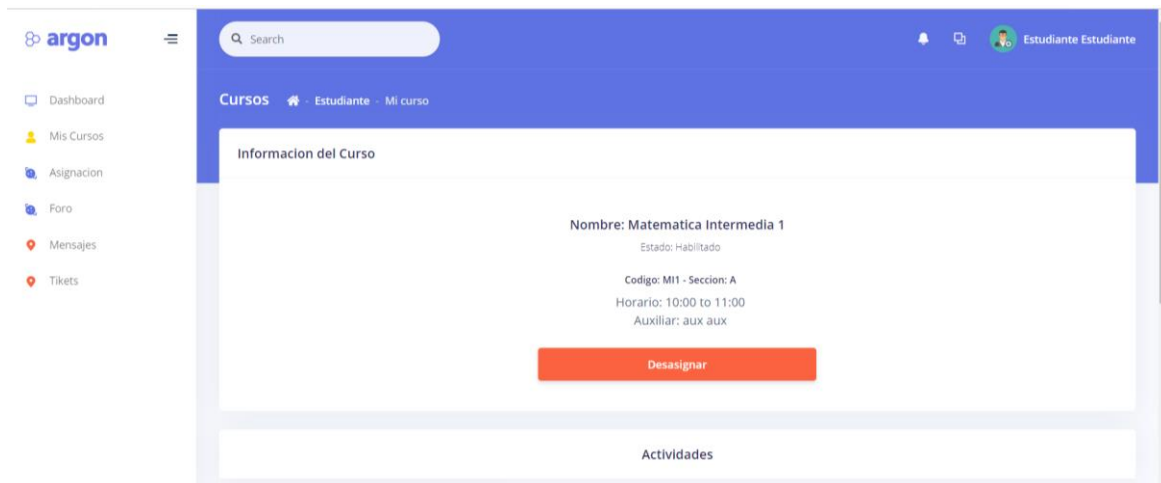 argon
Search
Estudiante Estudiante
Dashboard
Mis Cursos
Asignacion
Foro
Mensajes
Tikets
Cursos - Estudiante - Mi curso
Informacion del Curso
Nombre: Matematica Intermedia 1
Estado: Habilitado
Codigo: MI1 - Seccion: A
Horario: 10:00 to 11:00
Auxiliar: aux aux
Desasignar
Actividades